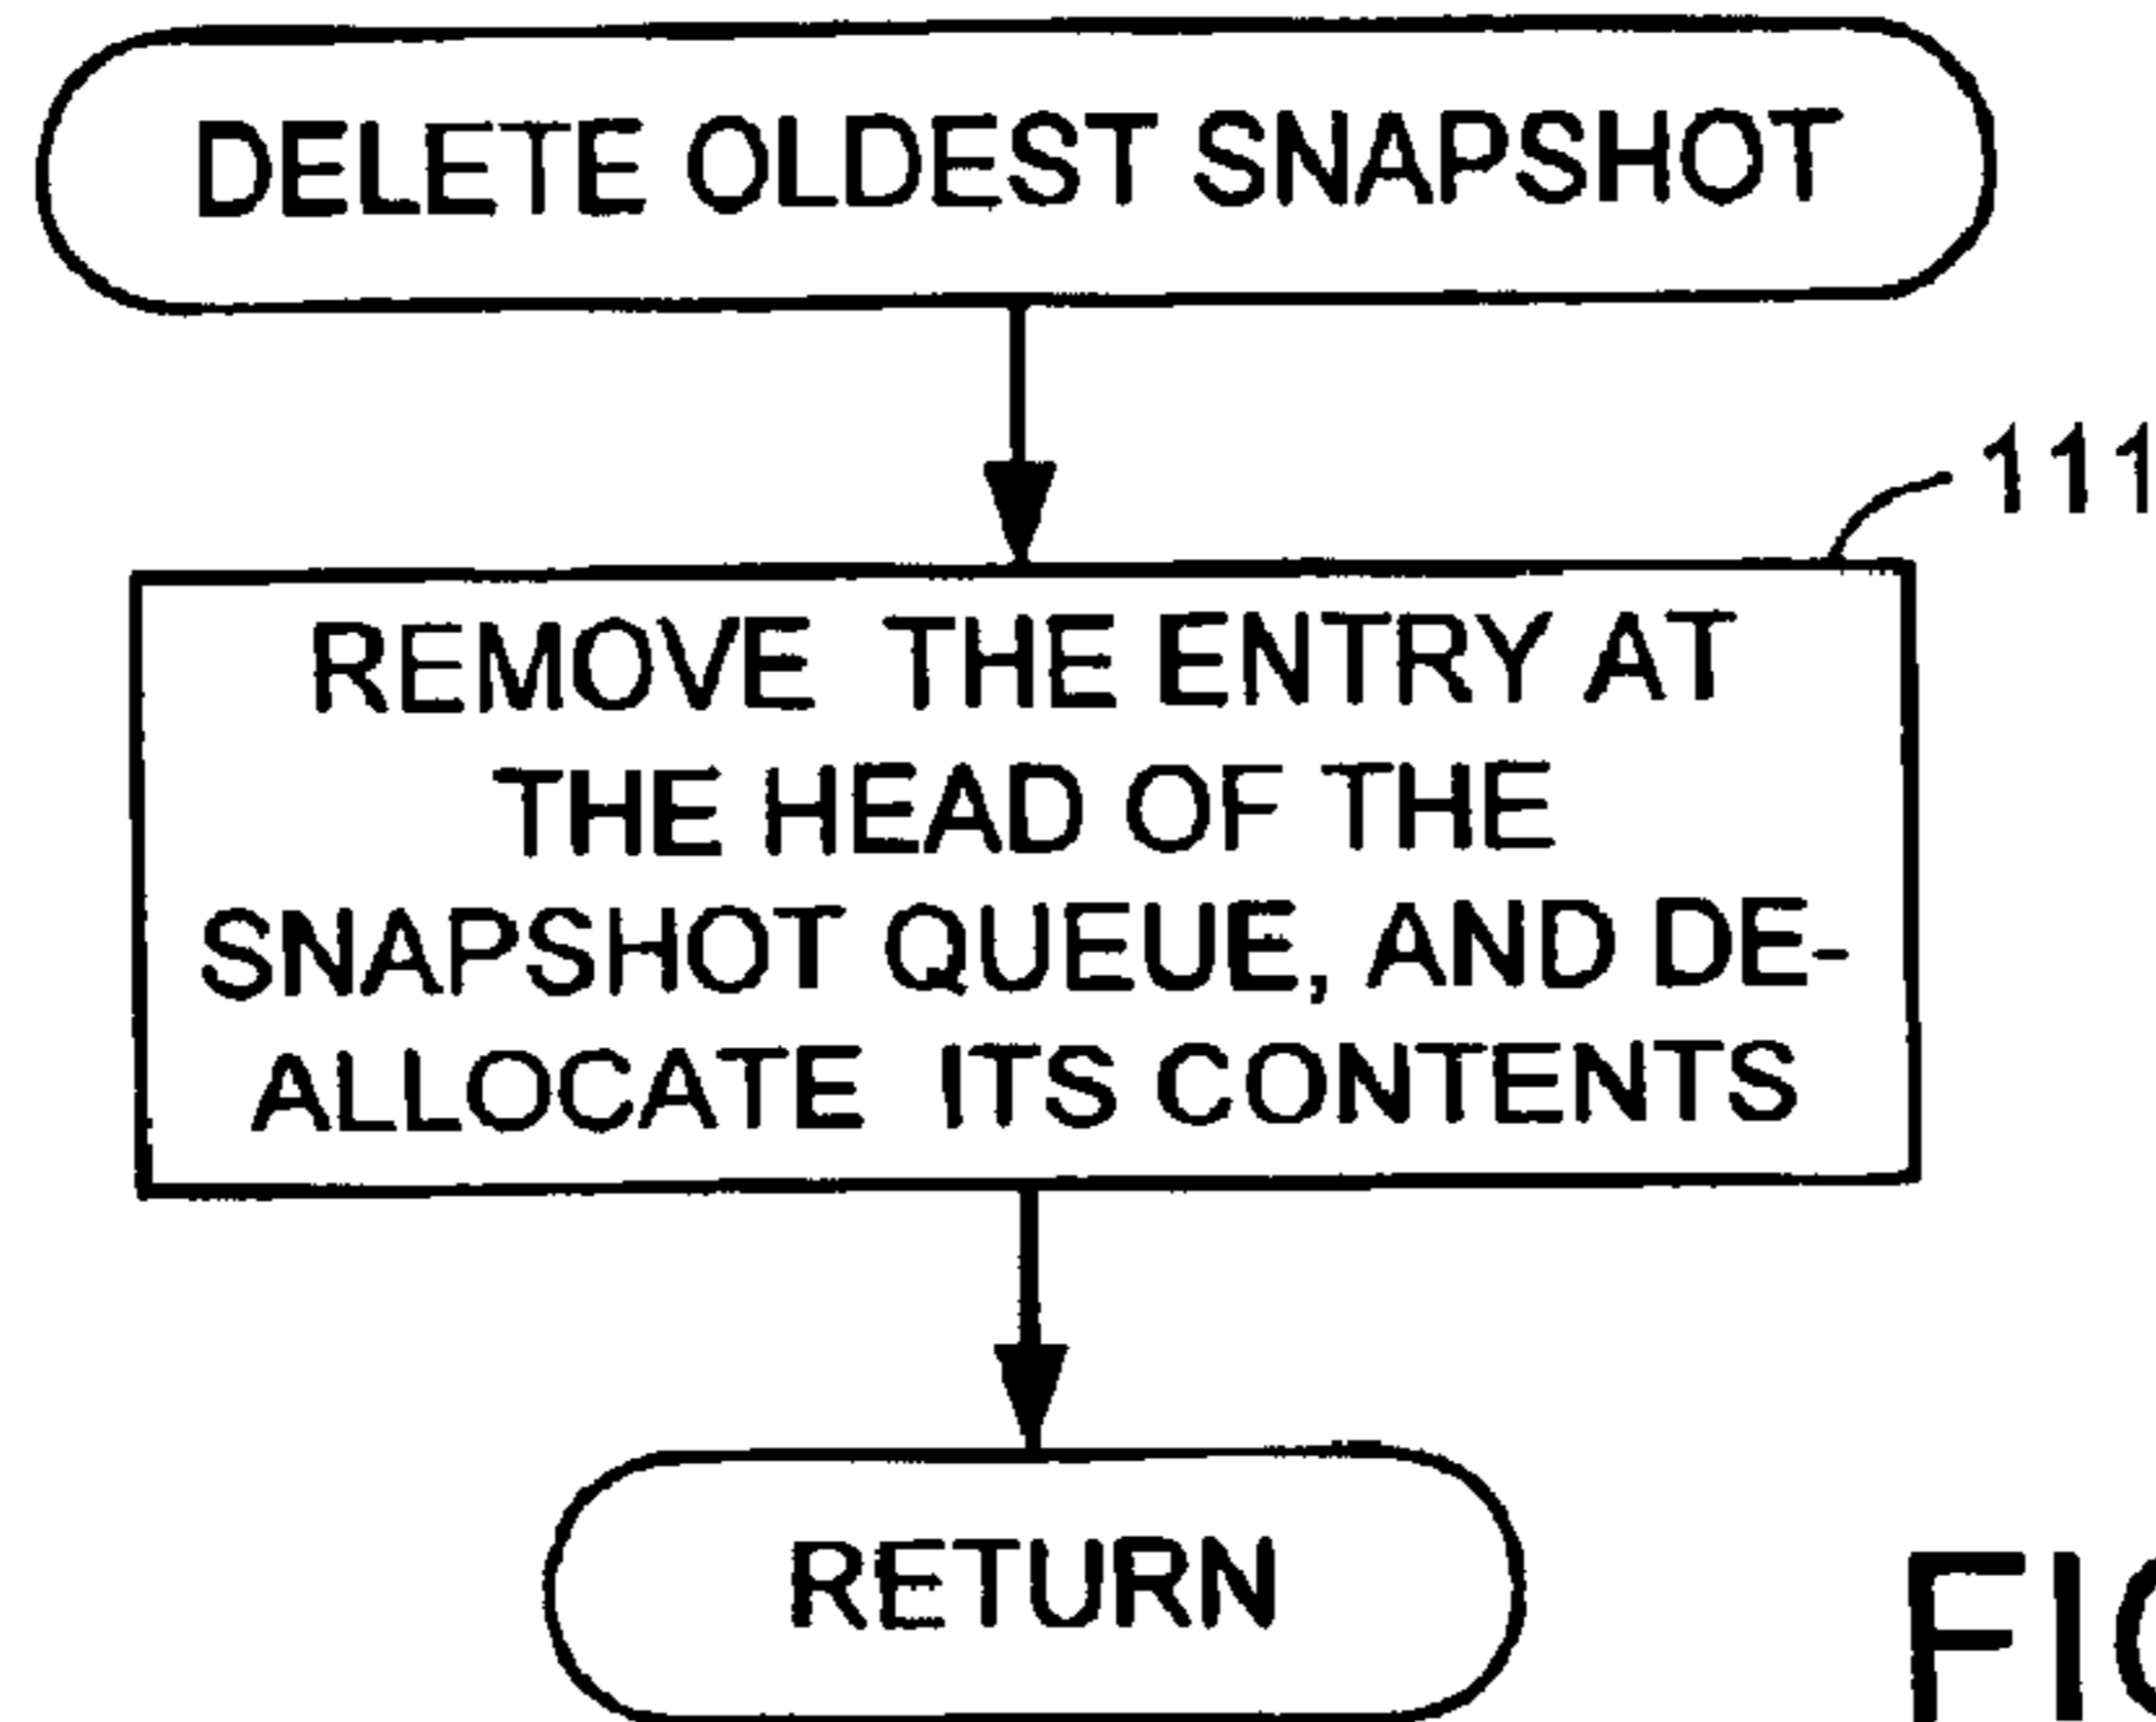 DELETE OLDEST SNAPSHOT
111
REMOVE THE ENTRY AT
THE HEAD OF THE
SNAPSHOT QUEUE, AND DE-
ALLOCATE ITS CONTENTS
RETURN